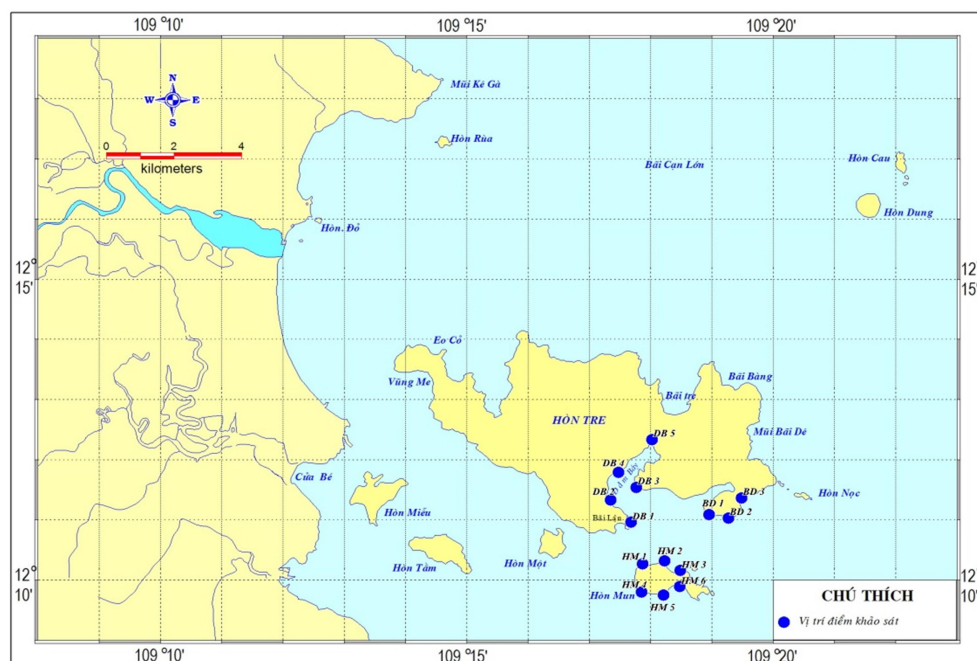 109 °10'
109 °15'
109 °20'
N
W E
S
0 2 4
kilometers
Mũi Kê Gà
Hòn Rùa
Bãi Cạn Lớn
Hòn Cau
Hòn Dung
Hòn. Đỏ
12°
15'
12
15'
Eo Cỏ
Vũng Me
Bãi Bàng
Bãi tre
HÒN TRE
Mũi Bãi Dê
DB 5
DB 4
Đầm Bấy
DB 3
DB 2
Cửa Bé
Hòn Nọc
BD 3
BD 1
BD 2
Hòn Miễu
DB 1
Hòn Tằm
Hòn Một
HM 1
HM 2
HM 3
HM 6
HM 4
HM 5
Hòn Mun
12°
10'
12
10'
CHÚ THÍCH
Vị trí điểm khảo sát
109 °10'
109 °15'
109 °20'